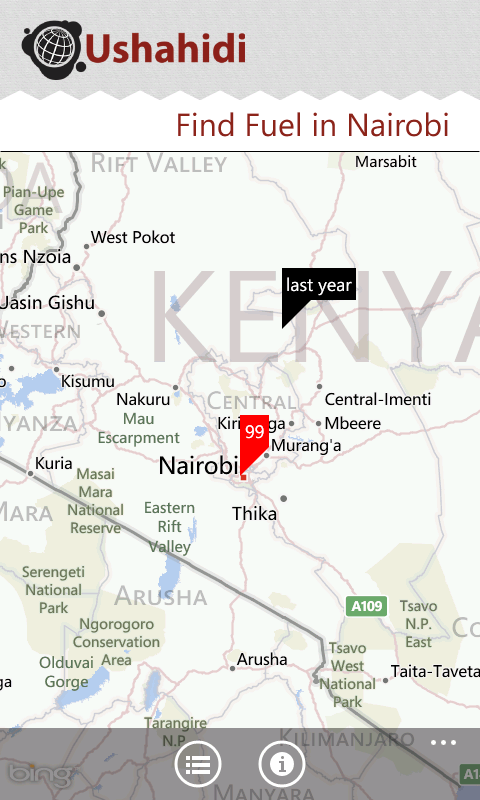 Ushahidi
Find Fuel in Nairobi
RIFT VALLEY
Marsabit
Pian-Upe
Game
Park
West Pokot
ns Nzoia
last year
KENYA
Uasin Gishu
WESTERN
Kisumu
Nakuru
CENTRAL
Central-Imenti
NYANZA
Mau
Escarpment
Kiri
ga
Mbeere
99
Murang'a
Kuria
Nairobi
Masai
Mara
National
Reserve
MARA
Eastern
Rift
Valley
Thika
Serengeti
National
Park
ARUSHA
A109
Tsavo
N.P.
East
Co
Ngorogoro
Conservation
Area
Olduvai
Gorge
Arusha
Tsavo
West
National
Park
Taita-Taveta
ga
Tarangire
N.P.
KILIMANJARO
bing
MANYARA
A1